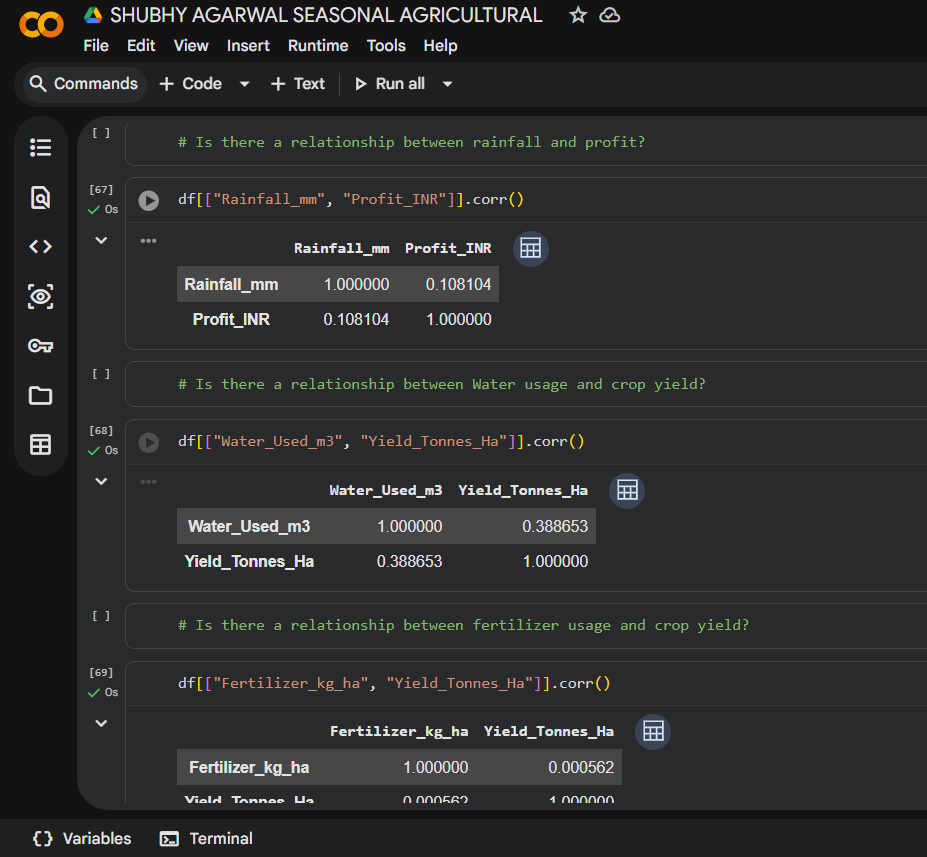 SHUBHY AGARWAL SEASONAL AGRICULTURAL
File Edit View Insert Runtime Tools Help
Commands + Code + Text Run all
[ ]
# Is there a relationship between rainfall and profit?
[67]
0s
df[["Rainfall_mm", "Profit_INR"]].corr()
Rainfall_mm Profit_INR
Rainfall_mm 1.000000 0.108104
Profit_INR 0.108104 1.000000
[ ]
# Is there a relationship between Water usage and crop yield?
[68]
0s
df[["Water_Used_m3", "Yield_Tonnes_Ha"]].corr()
Water_Used_m3 Yield_Tonnes_Ha
Water_Used_m3 1.000000 0.388653
Yield_Tonnes_Ha 0.388653 1.000000
[ ]
# Is there a relationship between fertilizer usage and crop yield?
[69]
0s
df[["Fertilizer_kg_ha", "Yield_Tonnes_Ha"]].corr()
Fertilizer_kg_ha Yield_Tonnes_Ha
Fertilizer_kg_ha 1.000000 0.000562
Yield_Tonnes_Ha 0.000562 1.000000
Variables Terminal